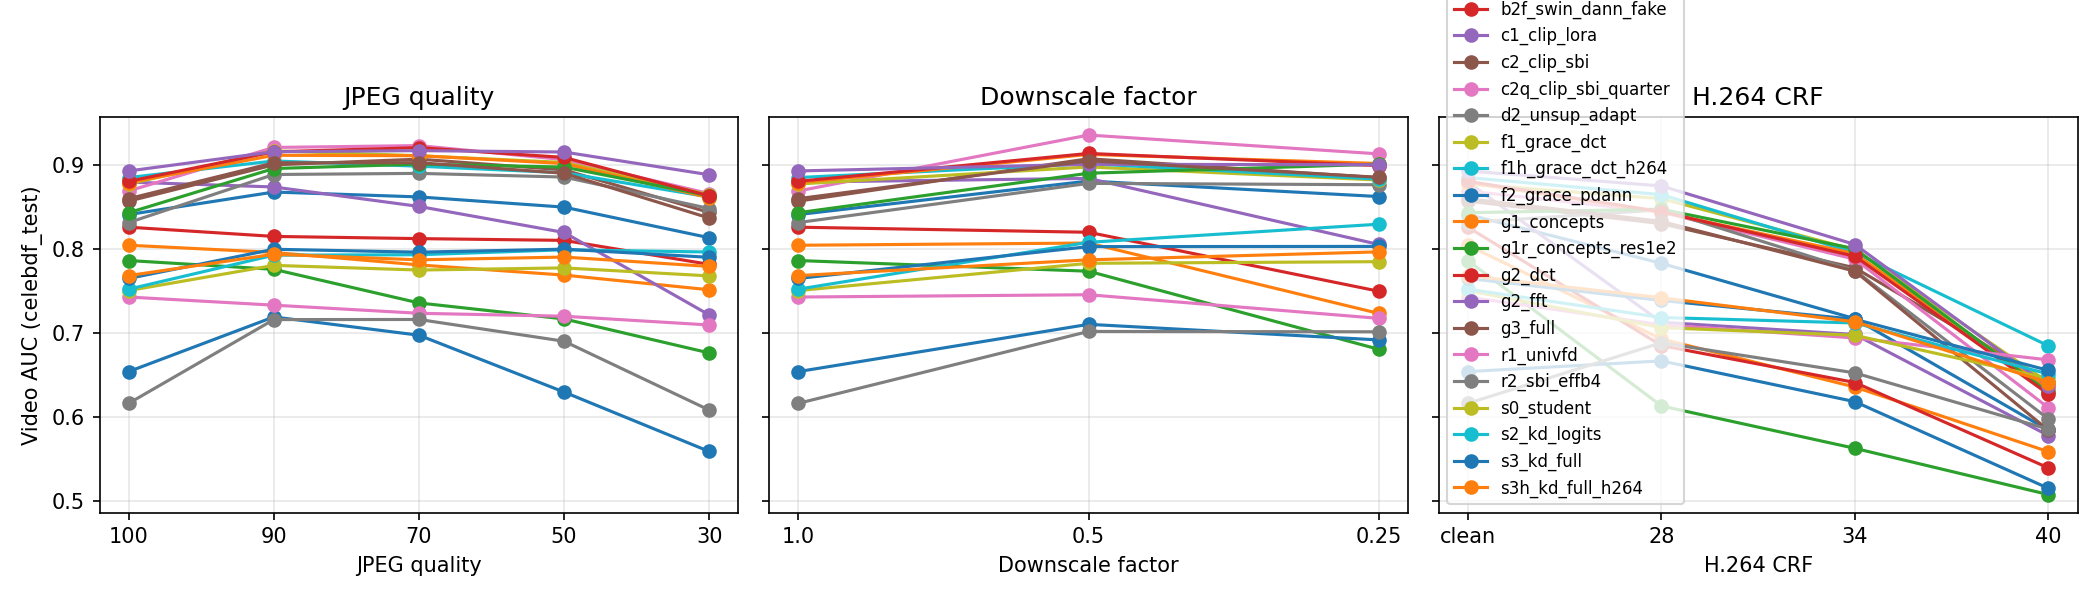 JPEG quality
Video AUC (celebdf_test)
0.9
0.8
0.7
0.6
0.5
100 90 70 50 30
JPEG quality
Downscale factor
1.0 0.5 0.25
Downscale factor
H.264 CRF
b2f_swin_dann_fake
c1_clip_lora
c2_clip_sbi
c2q_clip_sbi_quarter
d2_unsup_adapt
f1_grace_dct
f1h_grace_dct_h264
f2_grace_pdann
g1_concepts
g1r_concepts_res1e2
g2_dct
g2_fft
g3_full
r1_univfd
r2_sbi_effb4
s0_student
s2_kd_logits
s3_kd_full
s3h_kd_full_h264
clean 28 34 40
H.264 CRF